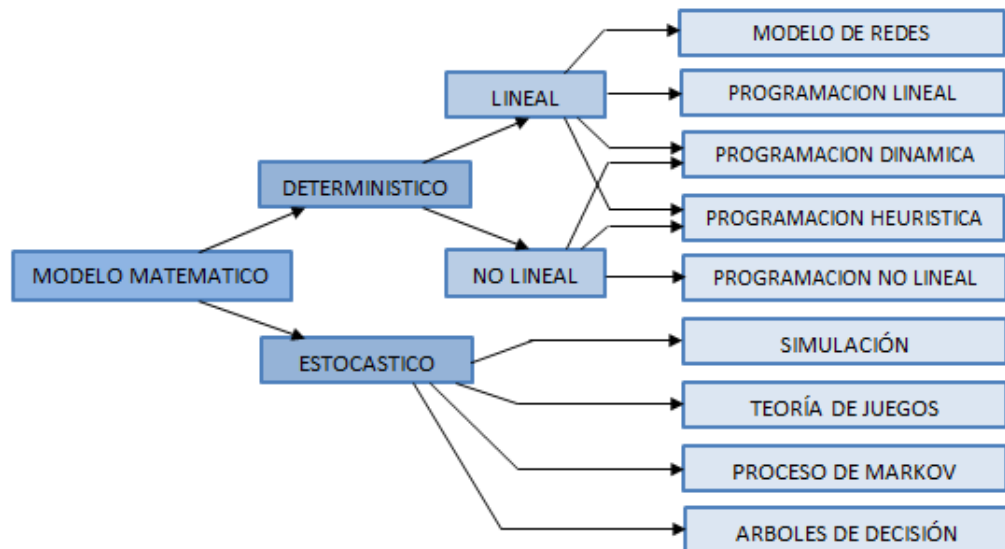 MODELO DE REDES
LINEAL
PROGRAMACION LINEAL
PROGRAMACION DINAMICA
DETERMINISTICO
PROGRAMACION HEURISTICA
MODELO MATEMATICO
NO LINEAL
PROGRAMACION NO LINEAL
SIMULACIÓN
ESTOCASTICO
TEORÍA DE JUEGOS
PROCESO DE MARKOV
ARBOLES DE DECISIÓN